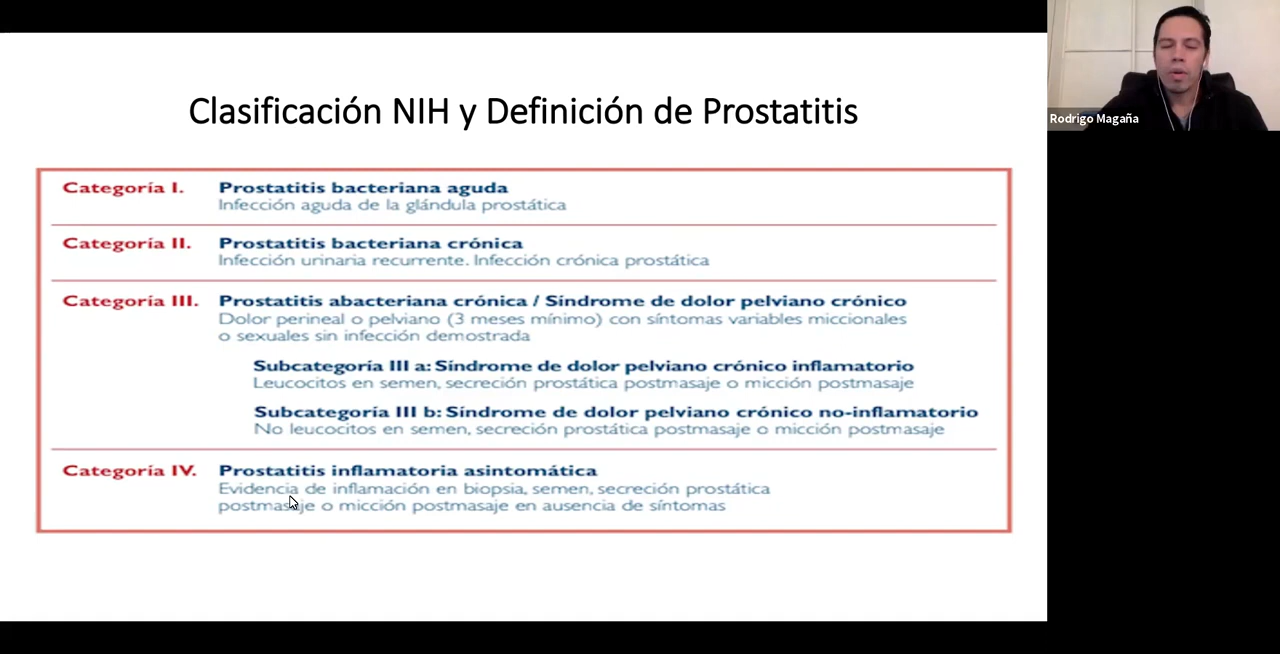 Clasificación NIH y Definición de Prostatitis
Rodrigo Magaña
Categoría I. Prostatitis bacteriana aguda
Infección aguda de la glándula prostática
Categoría II. Prostatitis bacteriana crónica
Infección urinaria recurrente. Infección crónica prostática
Categoría III. Prostatitis abacteriana crónica / Síndrome de dolor pelviano crónico
Dolor perineal o pelviano (3 meses mínimo) con síntomas variables miccionales
o sexuales sin infección demostrada
Subcategoría III a: Síndrome de dolor pelviano crónico inflamatorio
Leucocitos en semen, secreción prostática postmasaje o micción postmasaje
Subcategoría III b: Síndrome de dolor pelviano crónico no-inflamatorio
No leucocitos en semen, secreción prostática postmasaje o micción postmasaje
Categoría IV. Prostatitis inflamatoria asintomática
Evidencia de inflamación en biopsia, semen, secreción prostática
postmasaje o micción postmasaje en ausencia de síntomas